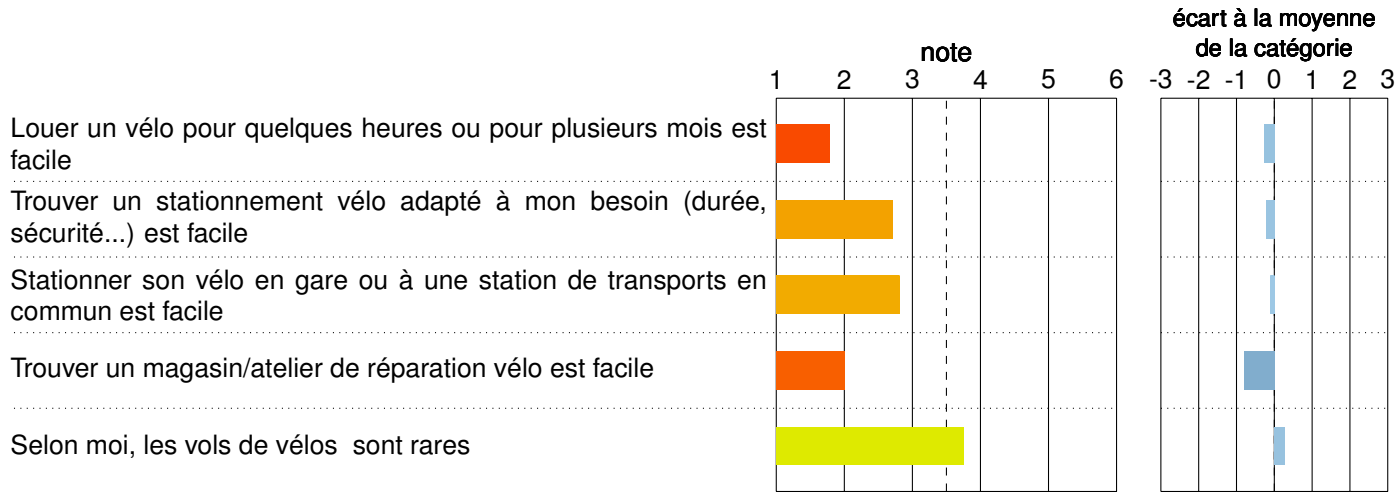 écart à la moyenne
de la catégorie
note
1 2 3 4 5 6
-3 -2 -1 0 1 2 3
Louer un vélo pour quelques heures ou pour plusieurs mois est
facile
Trouver un stationnement vélo adapté à mon besoin (durée,
sécurité...) est facile
Stationner son vélo en gare ou à une station de transports en
commun est facile
Trouver un magasin/atelier de réparation vélo est facile
Selon moi, les vols de vélos sont rares